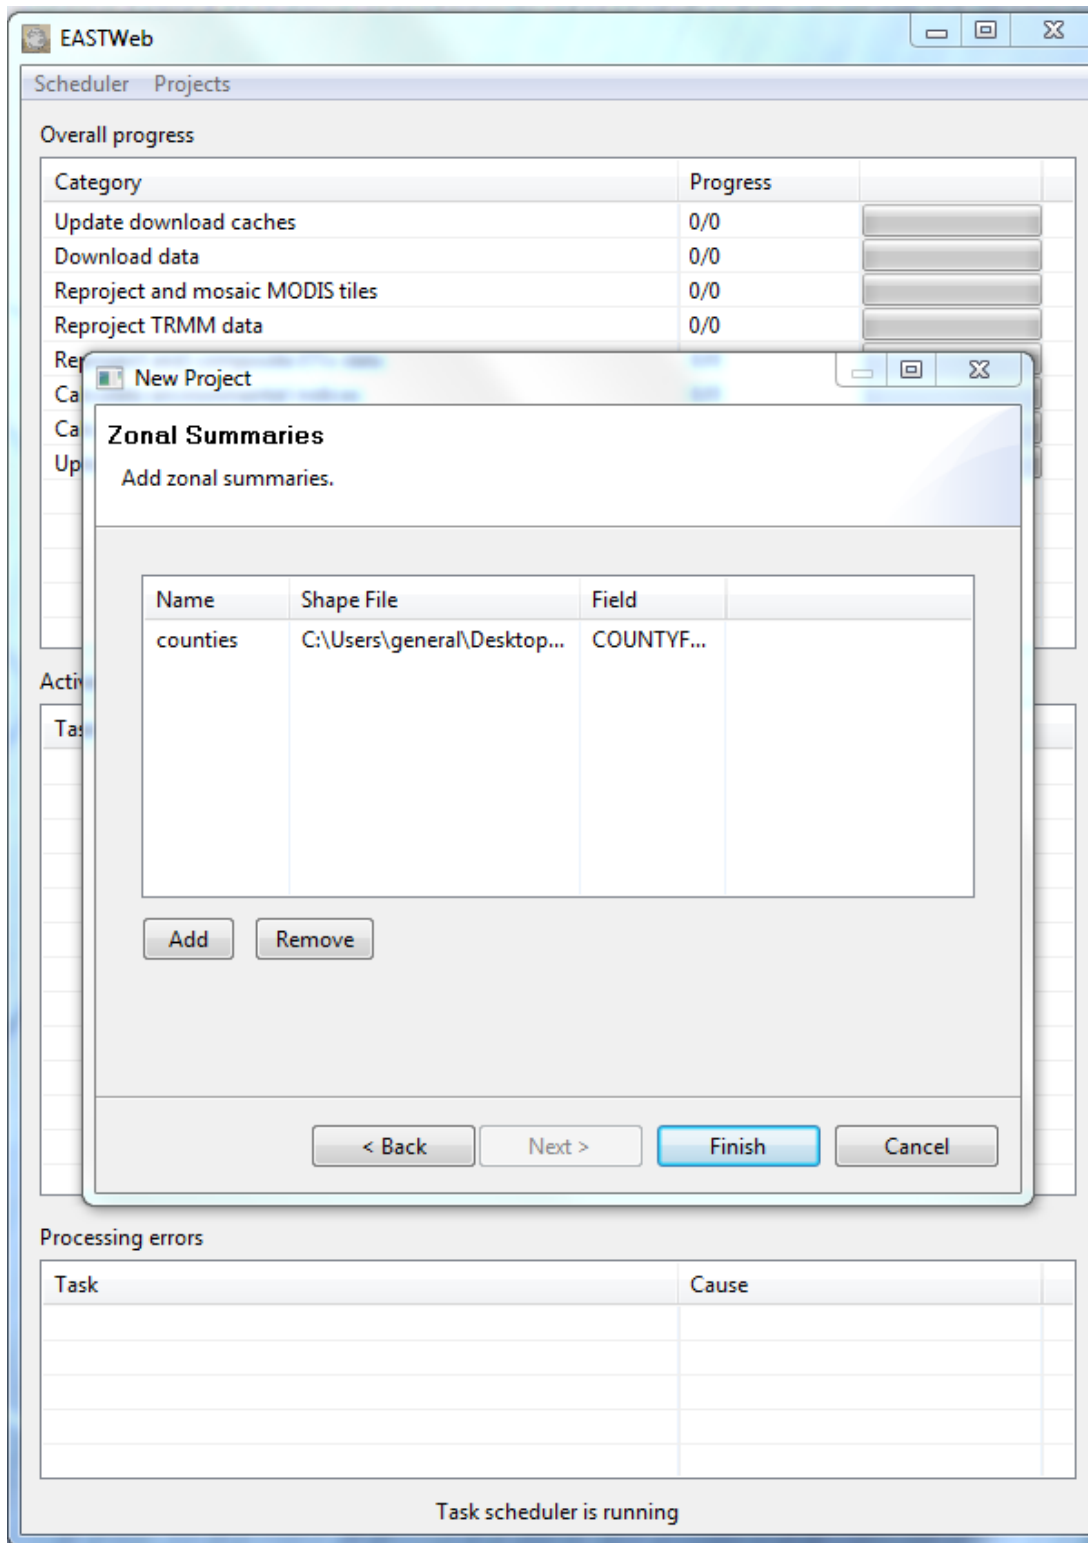 EASTWeb
Scheduler Projects
Overall progress
Category Progress
Update download caches 0/0
Download data 0/0
Reproject and mosaic MODIS tiles 0/0
Reproject TRMM data 0/0
New Project
Zonal Summaries
Add zonal summaries.
Name Shape File Field
counties C:\Users\general\Desktop... COUNTYF...
Add Remove
< Back Next > Finish Cancel
Processing errors
Task Cause
Task scheduler is running